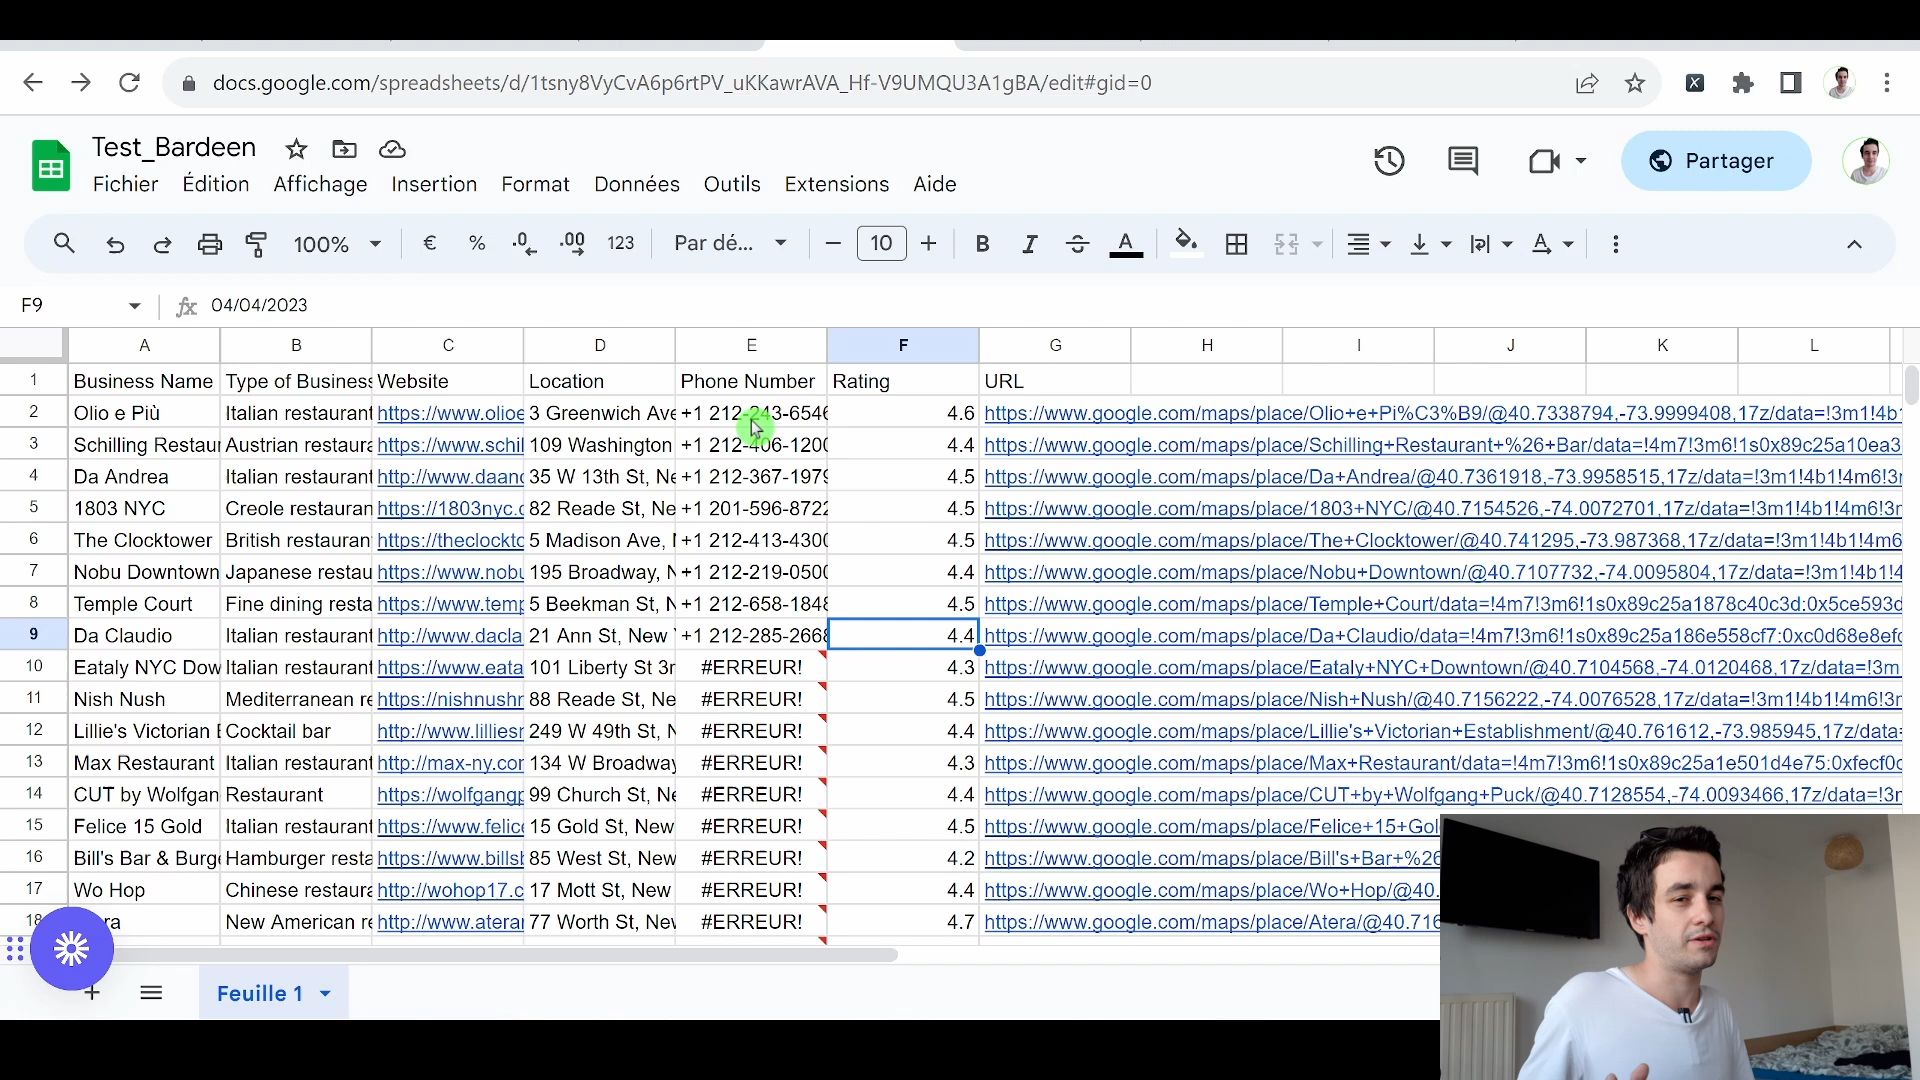 docs.google.com/spreadsheets/d/1tsny8VyCvA6p6rtPV_uKKawrAVA_Hf-V9UMQU3A1gBA/edit#gid=0
Test_Bardeen
Fichier Édition Affichage Insertion Format Données Outils Extensions Aide
Partager
100% € % .0 .00 123 Par dé... 10 B I S A
F9 fx 04/04/2023
A B C D E F G H I J K L
1 Business Name Type of Business Website Location Phone Number Rating URL
2 Olio e Più Italian restaurant https://www.olioe 3 Greenwich Ave +1 212-243-6546 4.6 https://www.google.com/maps/place/Olio+e+Pi%C3%B9/@40.7338794,-73.9999408,17z/data=!3m1!4b1
3 Schilling Restaur Austrian restaura https://www.schil 109 Washington +1 212-406-1200 4.4 https://www.google.com/maps/place/Schilling+Restaurant+%26+Bar/data=!4m7!3m6!1s0x89c25a10ea3
4 Da Andrea Italian restaurant http://www.daand 35 W 13th St, Ne +1 212-367-1979 4.5 https://www.google.com/maps/place/Da+Andrea/@40.7361918,-73.9958515,17z/data=!3m1!4b1!4m6!3r
5 1803 NYC Creole restauran https://1803nyc.c 82 Reade St, Ne +1 201-596-8722 4.5 https://www.google.com/maps/place/1803+NYC/@40.7154526,-74.0072701,17z/data=!3m1!4b1!4m6!3r
6 The Clocktower British restauran https://theclockto 5 Madison Ave, +1 212-413-4300 4.5 https://www.google.com/maps/place/The+Clocktower/@40.741295,-73.987368,17z/data=!3m1!4b1!4m6
7 Nobu Downtown Japanese restau https://www.nobu 195 Broadway, N +1 212-219-0500 4.4 https://www.google.com/maps/place/Nobu+Downtown/@40.7107732,-74.0095804,17z/data=!3m1!4b1!4
8 Temple Court Fine dining resta https://www.temp 5 Beekman St, N +1 212-658-1848 4.5 https://www.google.com/maps/place/Temple+Court/data=!4m7!3m6!1s0x89c25a1878c40c3d:0x5ce593d
9 Da Claudio Italian restaurant http://www.dacla 21 Ann St, New +1 212-285-2668 4.4 https://www.google.com/maps/place/Da+Claudio/data=!4m7!3m6!1s0x89c25a186e558cf7:0xc0d68e8efc
10 Eataly NYC Dow Italian restaurant https://www.eata 101 Liberty St 3r #ERREUR! 4.3 https://www.google.com/maps/place/Eataly+NYC+Downtown/@40.7104568,-74.0120468,17z/data=!3m
11 Nish Nush Mediterranean re https://nishnushr 88 Reade St, Ne #ERREUR! 4.5 https://www.google.com/maps/place/Nish+Nush/@40.7156222,-74.0076528,17z/data=!3m1!4b1!4m6!3r
12 Lillie's Victorian E Cocktail bar http://www.lilliesr 249 W 49th St, N #ERREUR! 4.4 https://www.google.com/maps/place/Lillie's+Victorian+Establishment/@40.761612,-73.985945,17z/data=
13 Max Restaurant Italian restaurant http://max-ny.cor 134 W Broadway #ERREUR! 4.3 https://www.google.com/maps/place/Max+Restaurant/data=!4m7!3m6!1s0x89c25a1e501d4e75:0xfecf0c
14 CUT by Wolfgan Restaurant https://wolfgangp 99 Church St, Ne #ERREUR! 4.4 https://www.google.com/maps/place/CUT+by+Wolfgang+Puck/@40.7128554,-74.0093466,17z/data=!3r
15 Felice 15 Gold Italian restaurant https://www.felice 15 Gold St, New #ERREUR! 4.5 https://www.google.com/maps/place/Felice+15+Gol
16 Bill's Bar & Burge Hamburger resta https://www.billsb 85 West St, New #ERREUR! 4.2 https://www.google.com/maps/place/Bill's+Bar+%26
17 Wo Hop Chinese restaura http://wohop17.c 17 Mott St, New #ERREUR! 4.4 https://www.google.com/maps/place/Wo+Hop/@40.
18 ra New American re http://www.aterar 77 Worth St, Nev #ERREUR! 4.7 https://www.google.com/maps/place/Atera/@40.716
Feuille 1